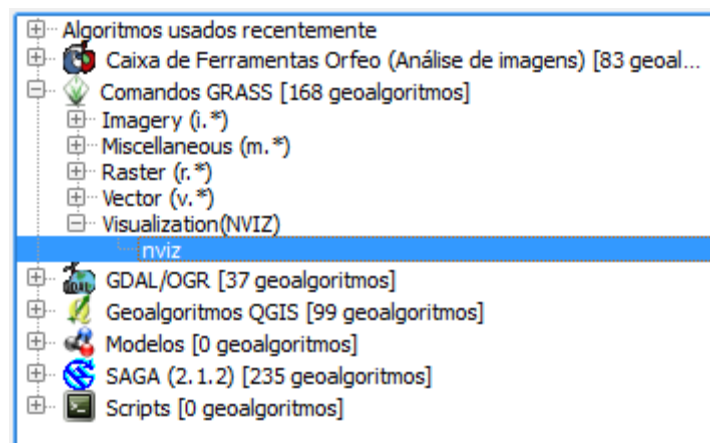 Algoritmos usados recentemente
Caixa de Ferramentas Orfeo (Análise de imagens) [83 geoal...
Comandos GRASS [168 geoalgoritmos]
Imagery (i.*)
Miscellaneous (m.*)
Raster (r.*)
Vector (v.*)
Visualization(NVIZ)
nviz
GDAL/OGR [37 geoalgoritmos]
Geoalgoritmos QGIS [99 geoalgoritmos]
Modelos [0 geoalgoritmos]
SAGA (2.1.2) [235 geoalgoritmos]
Scripts [0 geoalgoritmos]